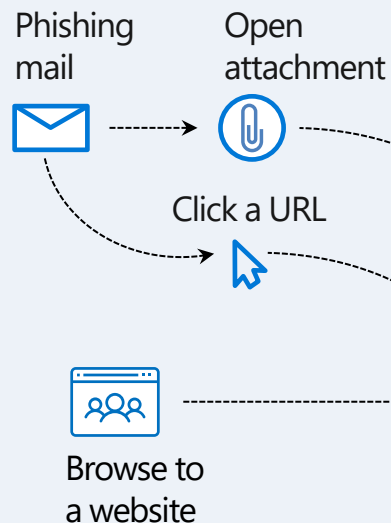 Phishing
mail
Open
attachment
Click a URL
Browse to
a website